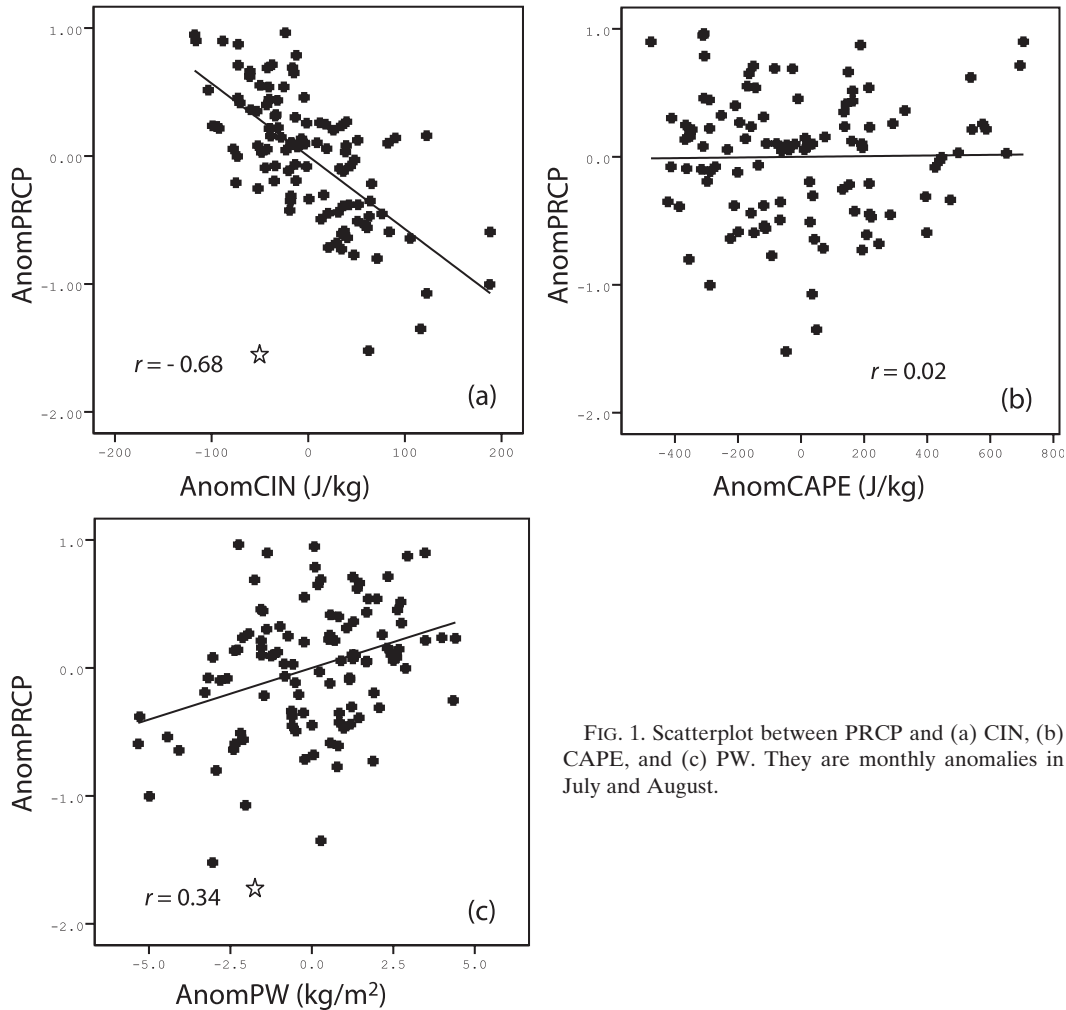 1.00
0.00
-1.00
-2.00
AnomPRCP
r = - 0.68
(a)
-200 -100 0 100 200
AnomCIN (J/kg)
1.0
0.0
-1.0
-2.0
AnomPRCP
r = 0.02
(b)
-400 -200 0 200 400 600 800
AnomCAPE (J/kg)
1.0
0.0
-1.0
-2.0
AnomPRCP
r = 0.34
(c)
-5.0 -2.5 0.0 2.5 5.0
AnomPW (kg/m²)
FIG. 1. Scatterplot between PRCP and (a) CIN, (b)
CAPE, and (c) PW. They are monthly anomalies in
July and August.